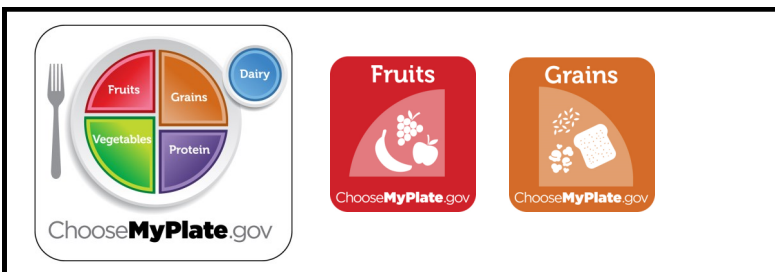 Fruits
Grains
Dairy
Vegetables
Protein
ChooseMyPlate.gov
Fruits
ChooseMyPlate.gov
Grains
ChooseMyPlate.gov